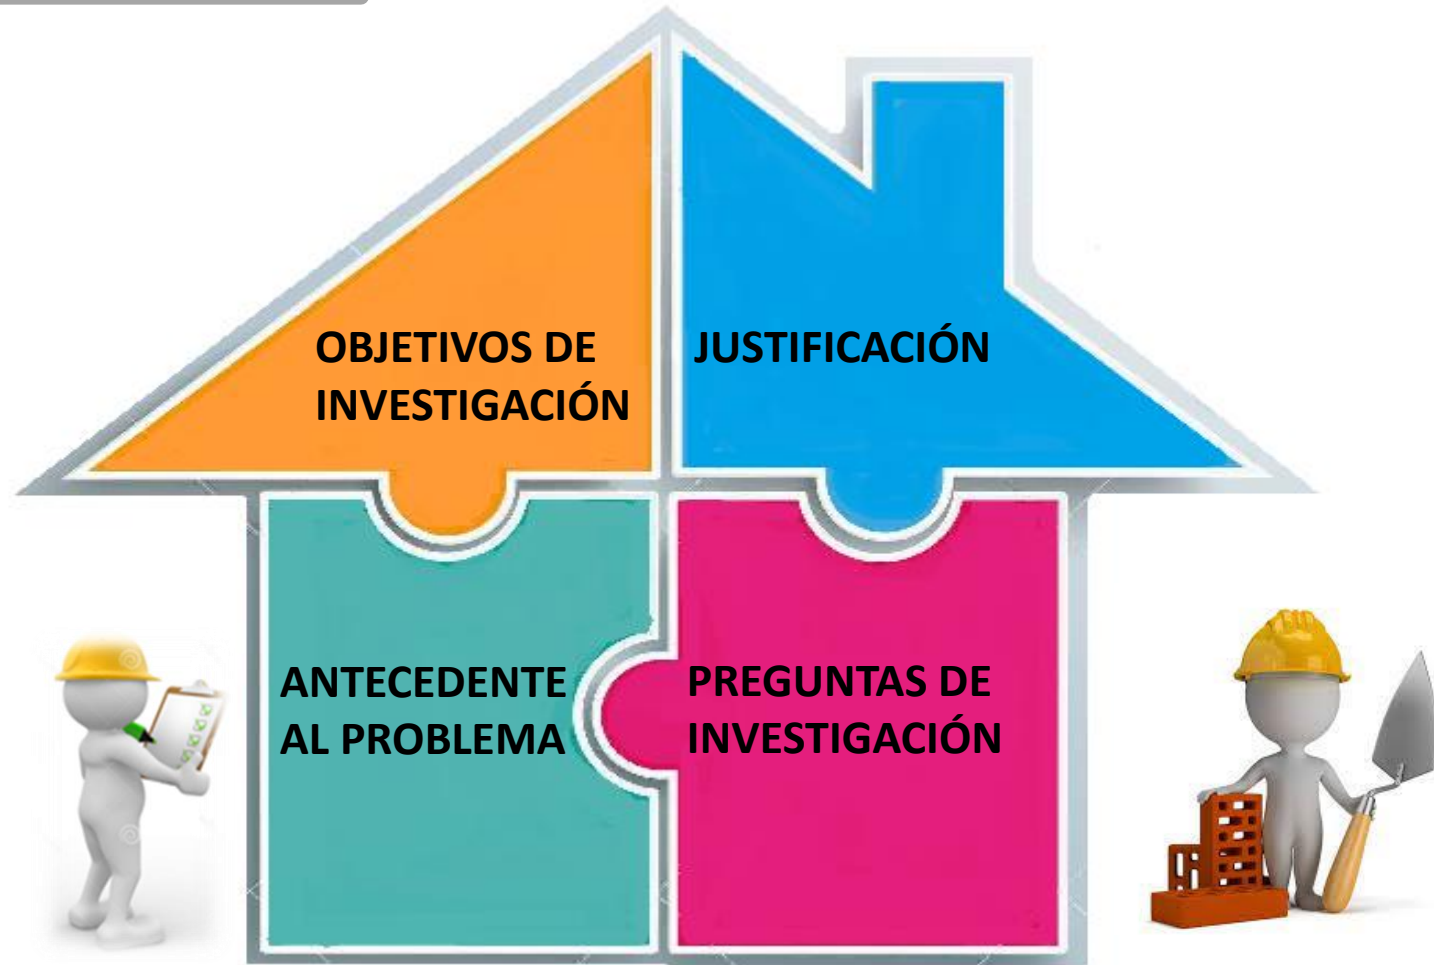 OBJETIVOS DE
INVESTIGACIÓN
JUSTIFICACIÓN
ANTECEDENTE
AL PROBLEMA
PREGUNTAS DE
INVESTIGACIÓN